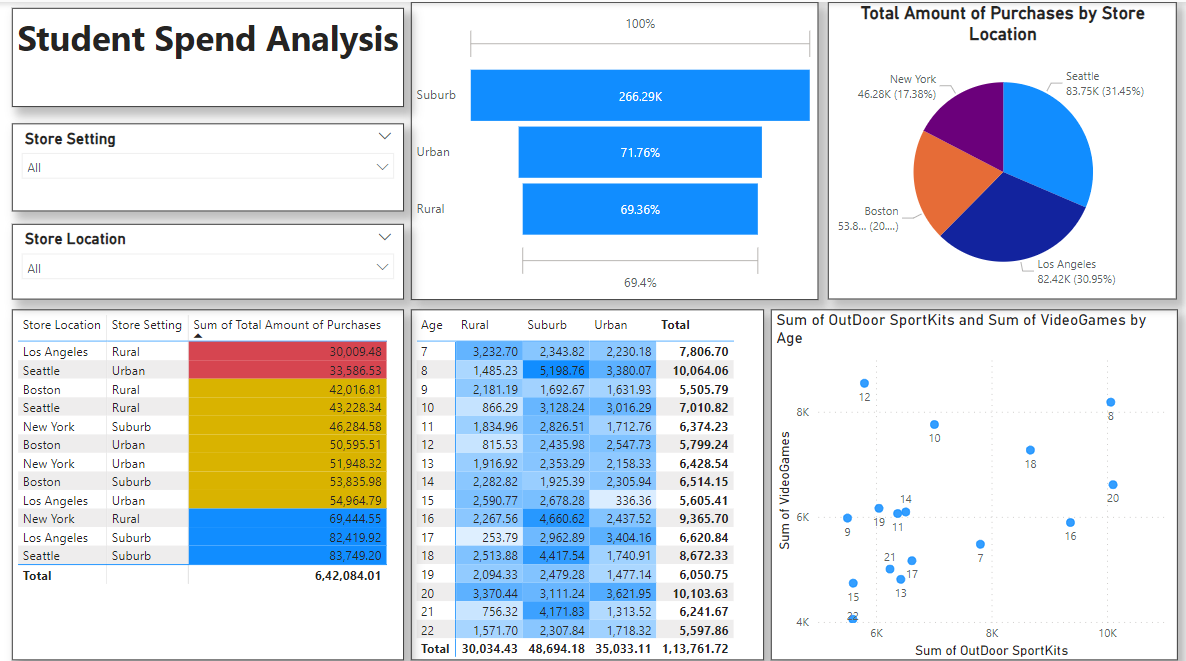 Student Spend Analysis
Store Setting
All
Store Location
All
100%
Suburb 266.29K
Urban 71.76%
Rural 69.36%
69.4%
Total Amount of Purchases by Store
Location
New York
46.28K (17.38%)
Seattle
83.75K (31.45%)
Boston
53.8... (20....)
Los Angeles
82.42K (30.95%)
Store Location Store Setting Sum of Total Amount of Purchases
Los Angeles Rural 30,009.48
Seattle Urban 33,586.53
Boston Rural 42,016.81
Seattle Rural 43,228.34
New York Suburb 46,284.58
Boston Urban 50,595.51
New York Urban 51,948.32
Boston Suburb 53,835.98
Los Angeles Urban 54,964.79
New York Rural 69,444.55
Los Angeles Suburb 82,419.92
Seattle Suburb 83,749.20
Total 6,42,084.01
Age Rural Suburb Urban Total
7 3,232.70 2,343.82 2,230.18 7,806.70
8 1,485.23 5,198.76 3,380.07 10,064.06
9 2,181.19 1,692.67 1,631.93 5,505.79
10 866.29 3,128.24 3,016.29 7,010.82
11 1,834.96 2,826.51 1,712.76 6,374.23
12 815.53 2,435.98 2,547.73 5,799.24
13 1,916.92 2,353.29 2,158.33 6,428.54
14 2,282.82 1,925.39 2,305.94 6,514.15
15 2,590.77 2,678.28 336.36 5,605.41
16 2,267.56 4,660.62 2,437.52 9,365.70
17 253.79 2,962.89 3,404.16 6,620.84
18 2,513.88 4,417.54 1,740.91 8,672.33
19 2,094.33 2,479.28 1,477.14 6,050.75
20 3,370.44 3,111.24 3,621.95 10,103.63
21 756.32 4,171.83 1,313.52 6,241.67
22 1,571.70 2,307.84 1,718.32 5,597.86
Total 30,034.43 48,694.18 35,033.11 1,13,761.72
Sum of OutDoor SportKits and Sum of VideoGames by
Age
Sum of VideoGames
8K
6K
4K
12
8
10
18
20
14
19
11
9
16
7
21
17
13
15
22
6K 8K 10K
Sum of OutDoor SportKits